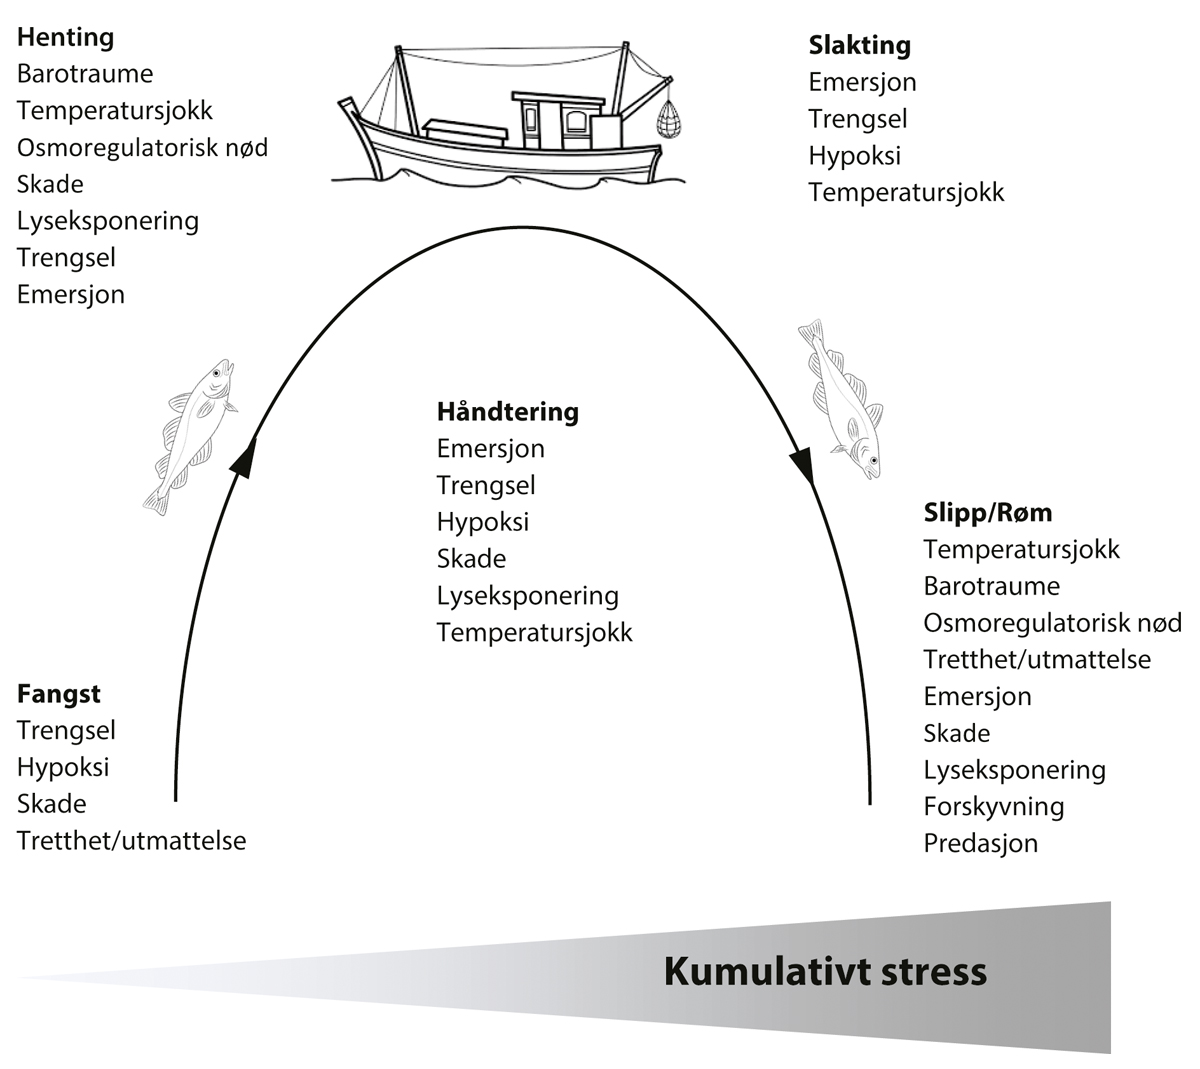 Henting
Barotraume
Temperatursjokk
Osmoregulatorisk nød
Skade
Lyseksponering
Trengsel
Emersjon
Slakting
Emersjon
Trengsel
Hypoksi
Temperatursjokk
Håndtering
Emersjon
Trengsel
Hypoksi
Skade
Lyseksponering
Temperatursjokk
Fangst
Trengsel
Hypoksi
Skade
Tretthet/utmattelse
Slipp/Røm
Temperatursjokk
Barotraume
Osmoregulatorisk nød
Tretthet/utmattelse
Emersjon
Skade
Lyseksponering
Forskyvning
Predasjon
Kumulativt stress